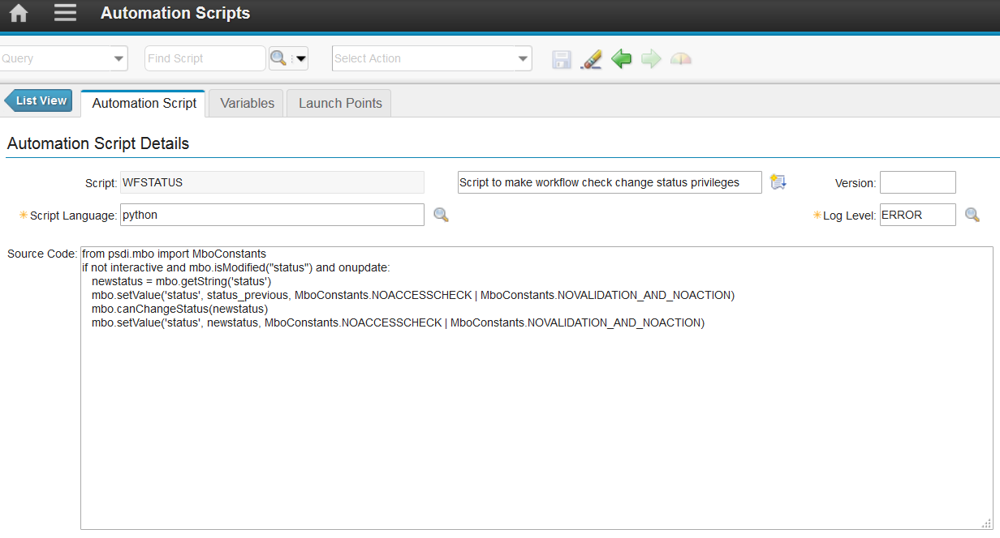 Automation Scripts
Query Find Script Select Action
List View Automation Script Variables Launch Points
Automation Script Details
Script: WFSTATUS Script to make workflow check change status privileges Version:
Script Language: python Log Level: ERROR
Source Code: from psdi.mbo import MboConstants
if not interactive and mbo.isModified("status") and onupdate:
newstatus = mbo.getString('status')
mbo.setValue('status', status_previous, MboConstants.NOACCESSCHECK | MboConstants.NOVALIDATION_AND_NOACTION)
mbo.canChangeStatus(newstatus)
mbo.setValue('status', newstatus, MboConstants.NOACCESSCHECK | MboConstants.NOVALIDATION_AND_NOACTION)